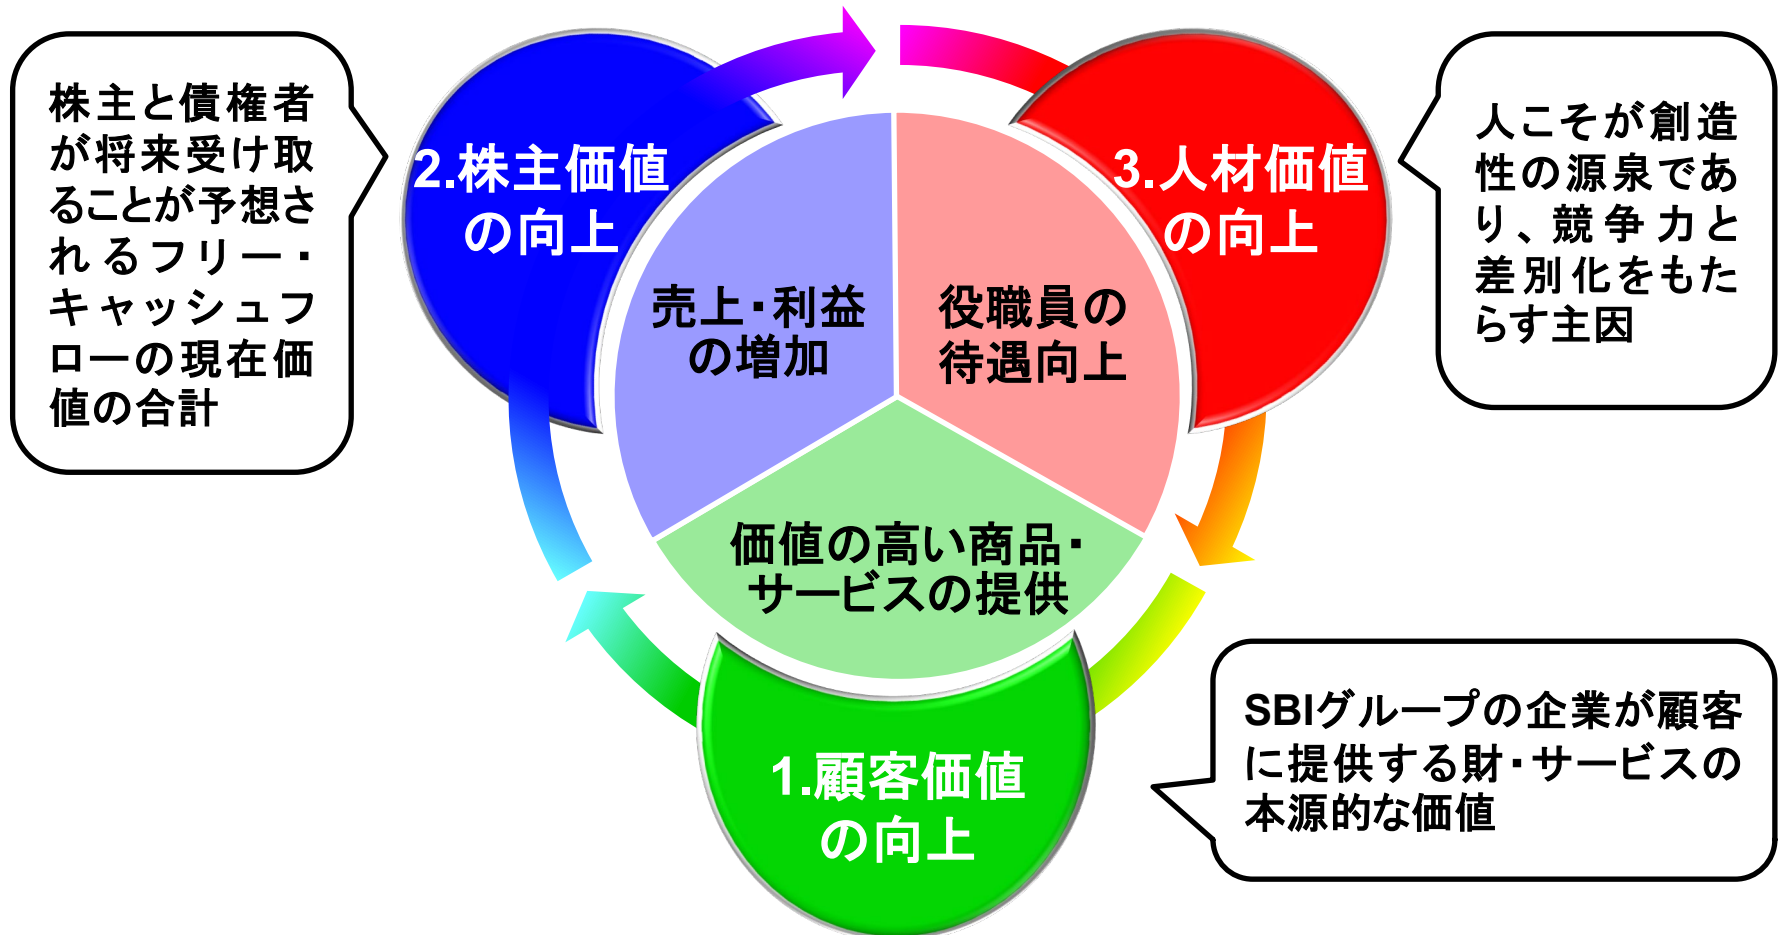 株主と債権者
が将来受け取
ることが予想さ
れるフリー・
キャッシュフ
ローの現在価
値の合計
2.株主価値
の向上
3.人材価値
の向上
人こそが創造
性の源泉であ
り、競争力と
差別化をもた
らす主因
売上・利益
の増加
役職員の
待遇向上
価値の高い商品・
サービスの提供
1.顧客価値
の向上
SBIグループの企業が顧客
に提供する財・サービスの
本源的な価値